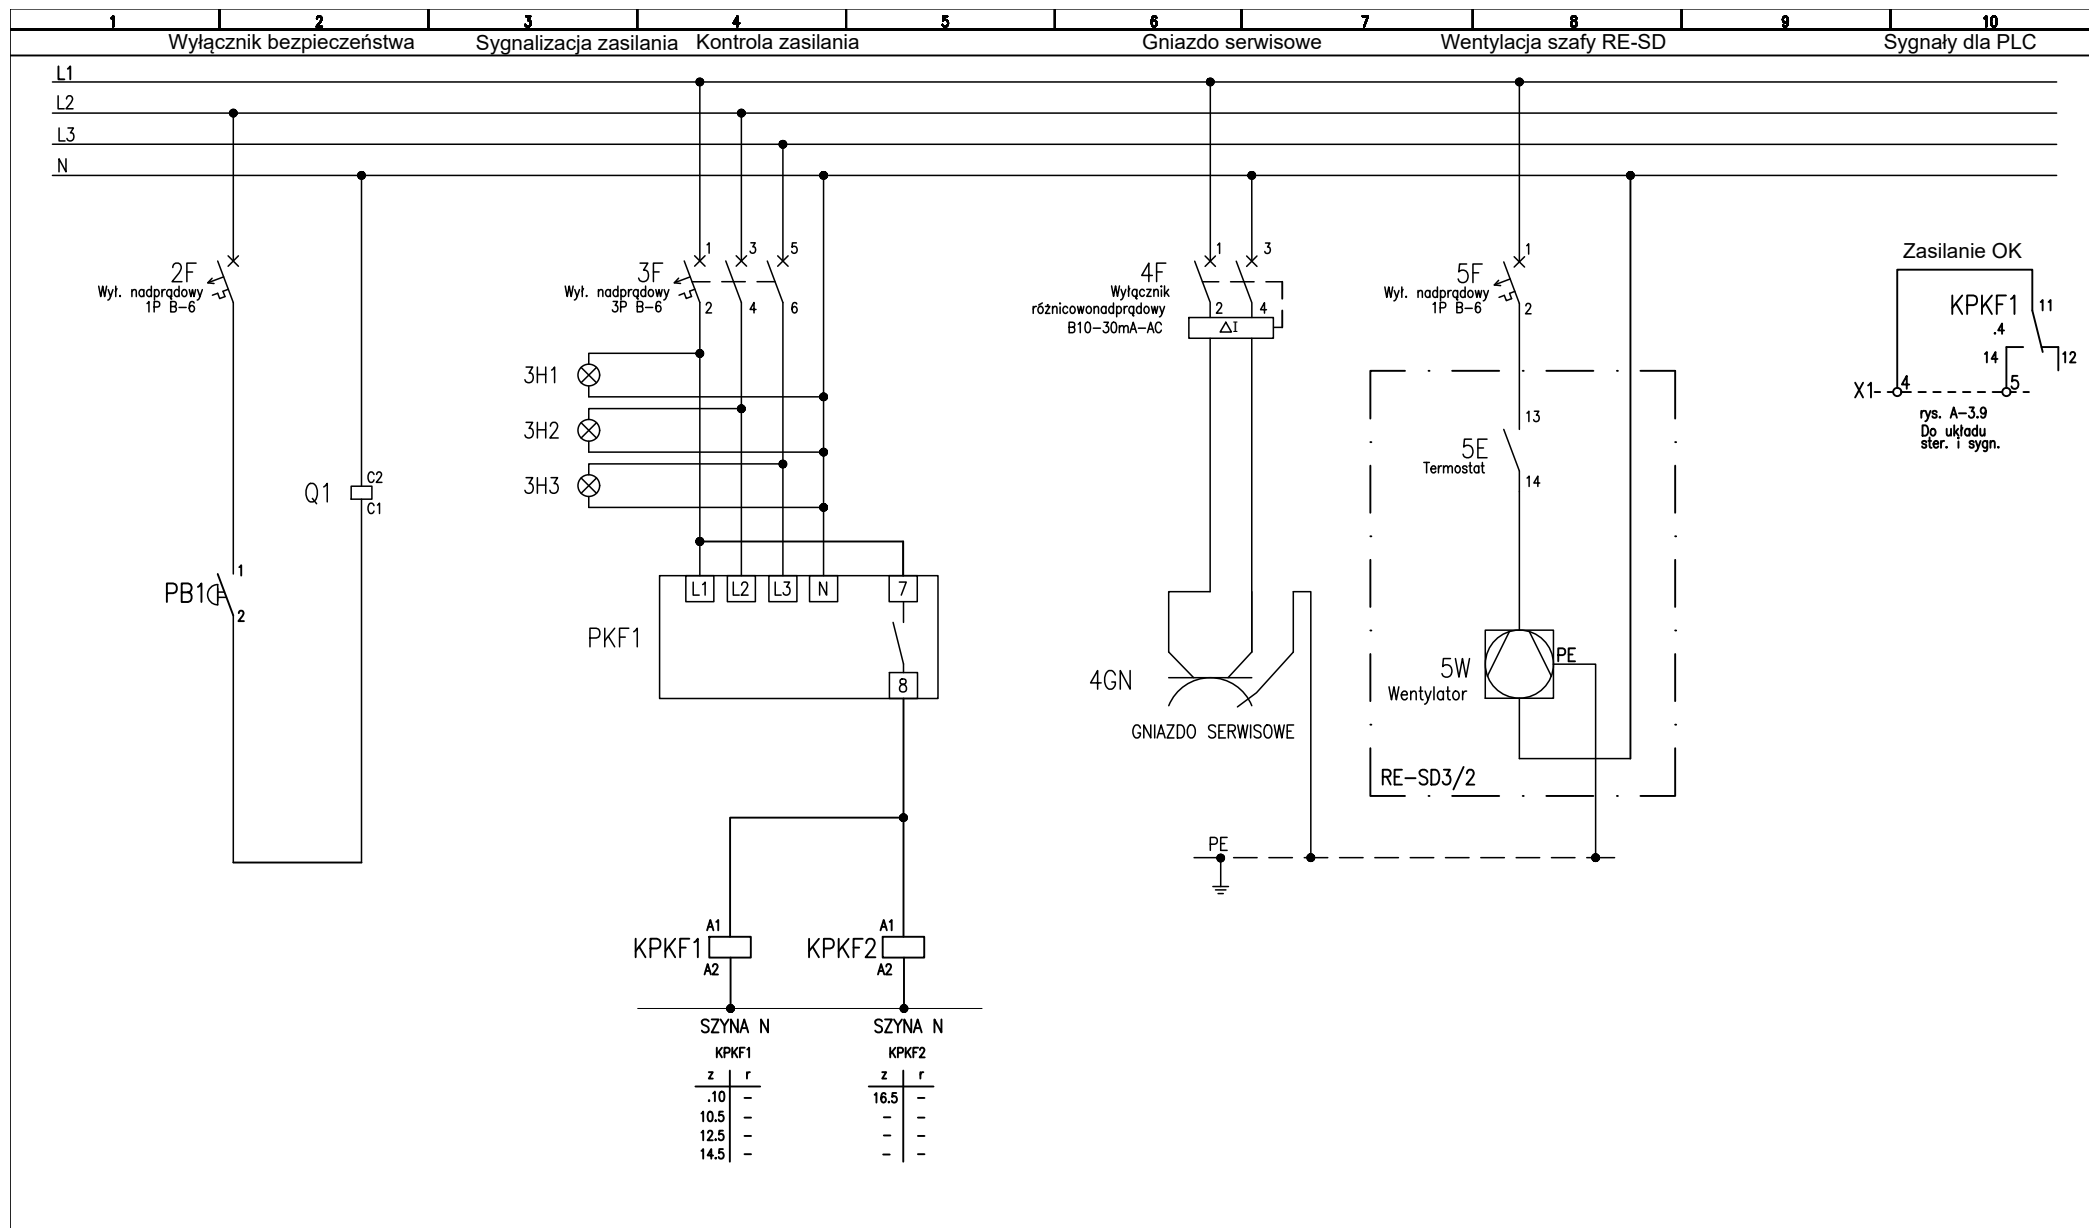 1 2 3 4 5 6 7 8 9 10
Wyłącznik bezpieczeństwa Sygnalizacja zasilania Kontrola zasilania Gniazdo serwisowe Wentylacja szafy RE-SD Sygnały dla PLC
L1
L2
L3
N
2F
Wył. nadprądowy
1P B-6
3F
Wył. nadprądowy
3P B-6
1 3 5
2 4 6
4F
Wyłącznik
różnicowonadprądowy
B10-30mA-AC
1 3
2 4
ΔI
5F
Wył. nadprądowy
1P B-6
1
2
Zasilanie OK
KPKF1
.4
11
14 12
X1
4 5
rys. A-3.9
Do układu
ster. i sygn.
3H1
3H2
3H3
Q1
C2
C1
PB1
1
2
L1 L2 L3 N 7
PKF1
8
13
5E
Termostat
14
5W
Wentylator
PE
RE-SD3/2
4GN
GNIAZDO SERWISOWE
PE
KPKF1
A1
A2
KPKF2
A1
A2
SZYNA N SZYNA N
KPKF1
z r
.10 -
10.5 -
12.5 -
14.5 -
KPKF2
z r
16.5 -
- -
- -
- -